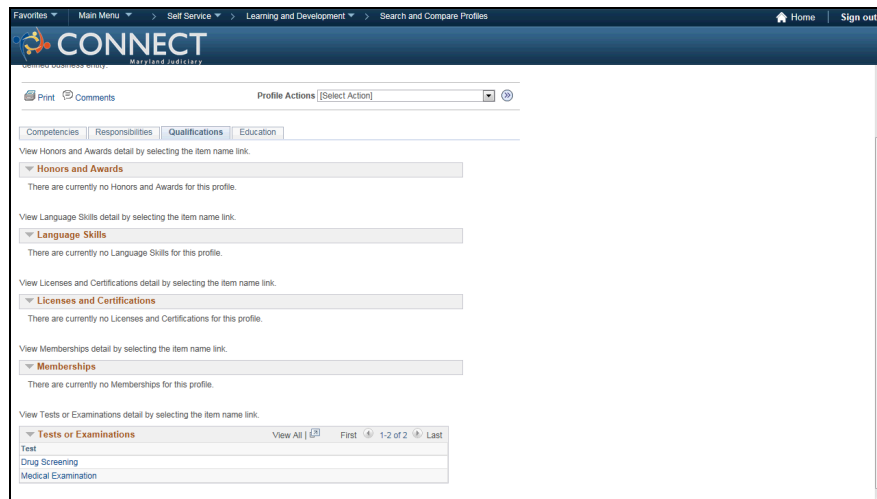 Favorites Main Menu > Self Service > Learning and Development > Search and Compare Profiles Home Sign out
CONNECT
Maryland Judiciary
defined business entity.
Print Comments Profile Actions [Select Action]
Competencies Responsibilities Qualifications Education
View Honors and Awards detail by selecting the item name link.
Honors and Awards
There are currently no Honors and Awards for this profile.
View Language Skills detail by selecting the item name link.
Language Skills
There are currently no Language Skills for this profile.
View Licenses and Certifications detail by selecting the item name link.
Licenses and Certifications
There are currently no Licenses and Certifications for this profile.
View Memberships detail by selecting the item name link.
Memberships
There are currently no Memberships for this profile.
View Tests or Examinations detail by selecting the item name link.
Tests or Examinations View All | First 1-2 of 2 Last
Test
Drug Screening
Medical Examination